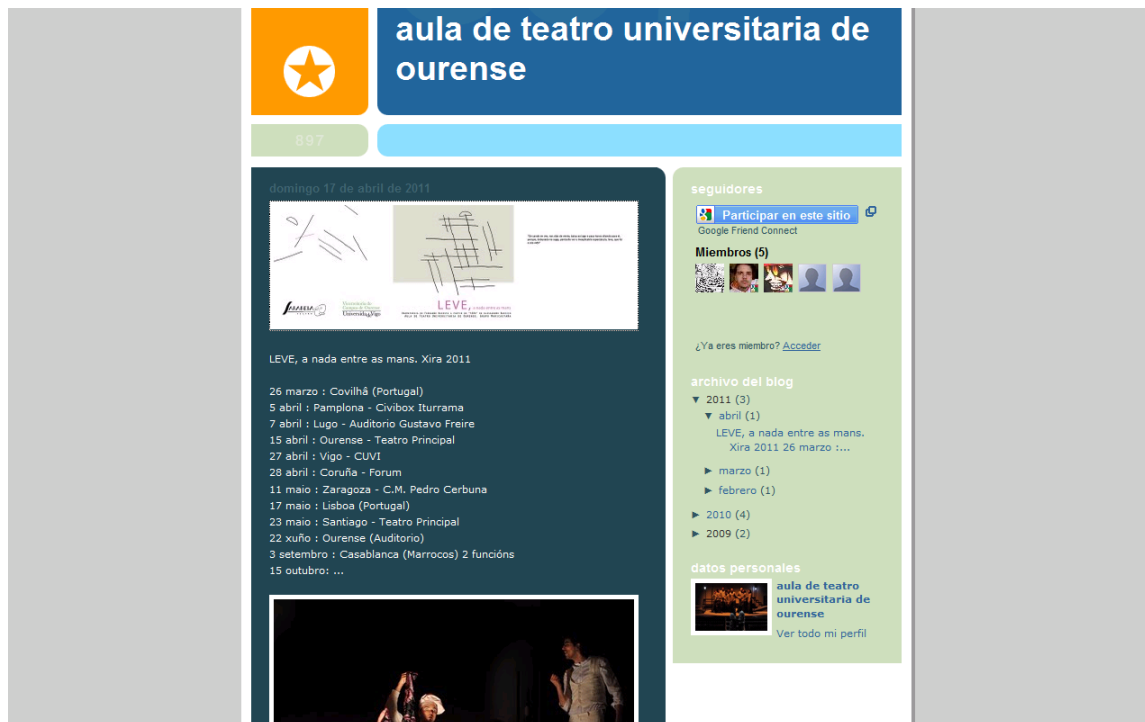 aula de teatro universitaria de
ourense
897
domingo 17 de abril de 2011
Universidade Vigo
LEVE,
LEVE, a nada entre as mans. Xira 2011
26 marzo : Covilhâ (Portugal)
5 abril : Pamplona - Civibox Iturrama
7 abril : Lugo - Auditorio Gustavo Freire
15 abril : Ourense - Teatro Principal
27 abril : Vigo - CUVI
28 abril : Coruña - Forum
11 maio : Zaragoza - C.M. Pedro Cerbuna
17 maio : Lisboa (Portugal)
23 maio : Santiago - Teatro Principal
22 xuño : Ourense (Auditorio)
3 setembro : Casablanca (Marrocos) 2 funcións
15 outubro: ...
seguidores
Participar en este sitio
Google Friend Connect
Miembros (5)
¿Ya eres miembro? Acceder
archivo del blog
▼ 2011 (3)
▼ abril (1)
LEVE, a nada entre as mans.
Xira 2011 26 marzo :...
► marzo (1)
► febrero (1)
► 2010 (4)
► 2009 (2)
datos personales
aula de teatro
universitaria de
ourense
Ver todo mi perfil